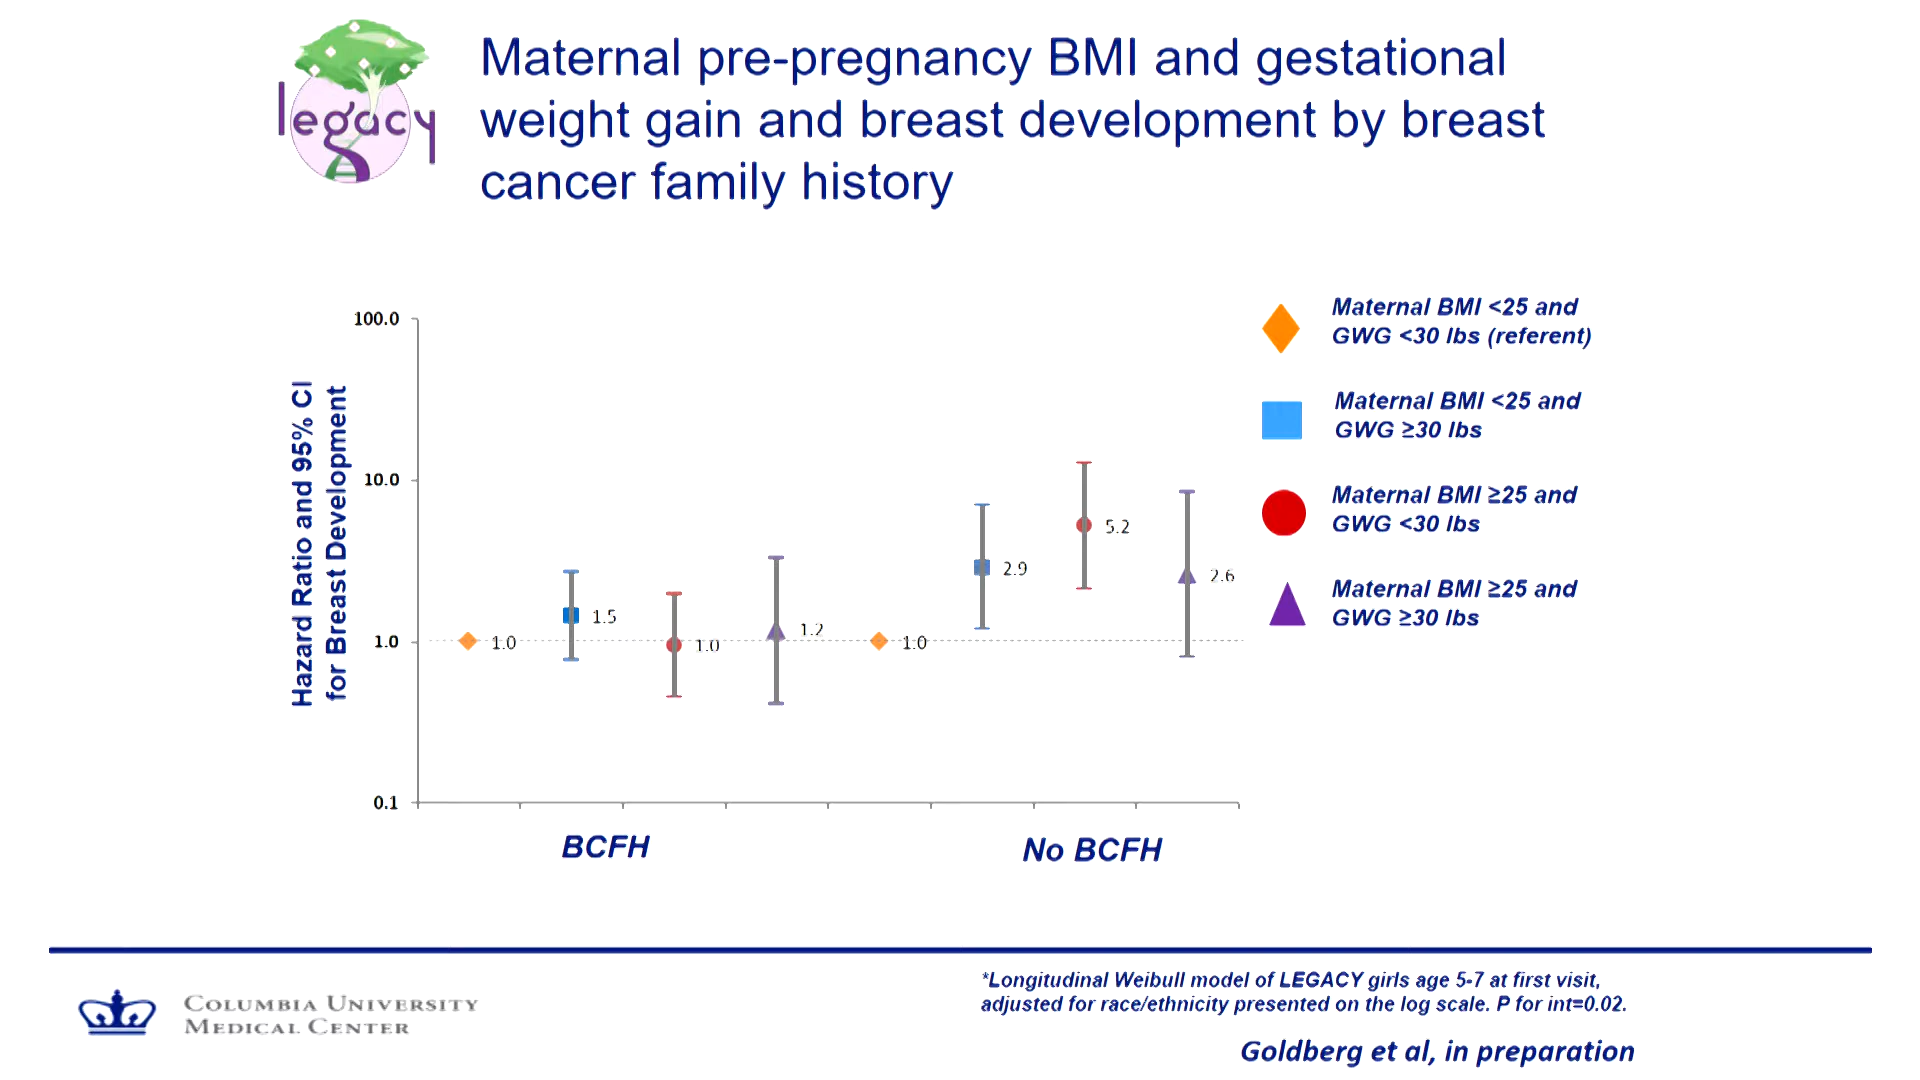 legacy
Maternal pre-pregnancy BMI and gestational
weight gain and breast development by breast
cancer family history
Hazard Ratio and 95% CI
for Breast Development
100.0
10.0
1.0
0.1
1.0
1.5
1.0
1.2
1.0
2.9
5.2
2.6
BCFH
No BCFH
Maternal BMI <25 and
GWG <30 lbs (referent)
Maternal BMI <25 and
GWG ≥30 lbs
Maternal BMI ≥25 and
GWG <30 lbs
Maternal BMI ≥25 and
GWG ≥30 lbs
COLUMBIA UNIVERSITY
MEDICAL CENTER
*Longitudinal Weibull model of LEGACY girls age 5-7 at first visit,
adjusted for race/ethnicity presented on the log scale. P for int=0.02.
Goldberg et al, in preparation